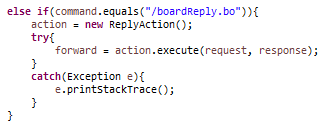 else if(command.equals("/boardReply.bo")){
    action = new ReplyAction();
    try{
        forward = action.execute(request, response);
    }
    catch(Exception e){
        e.printStackTrace();
    }
}